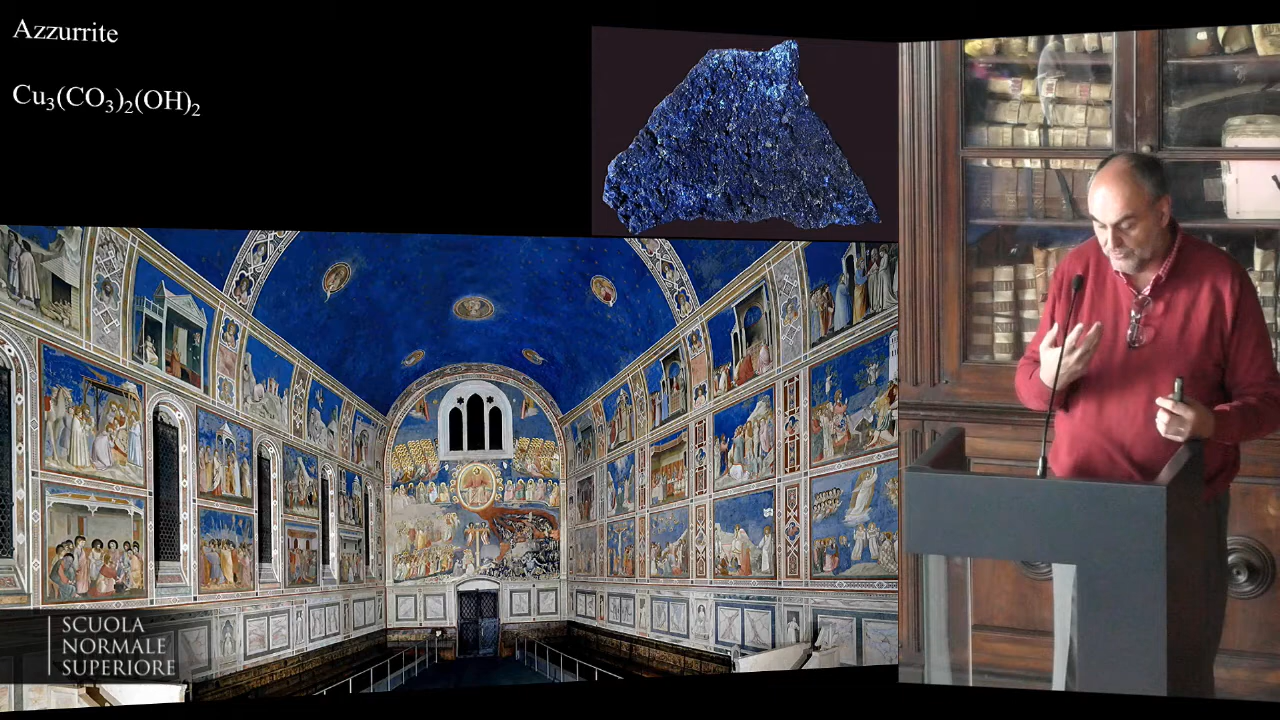 Azzurrite
Cu₃(CO₃)₂(OH)₂
SCUOLA
NORMALE
SUPERIORE